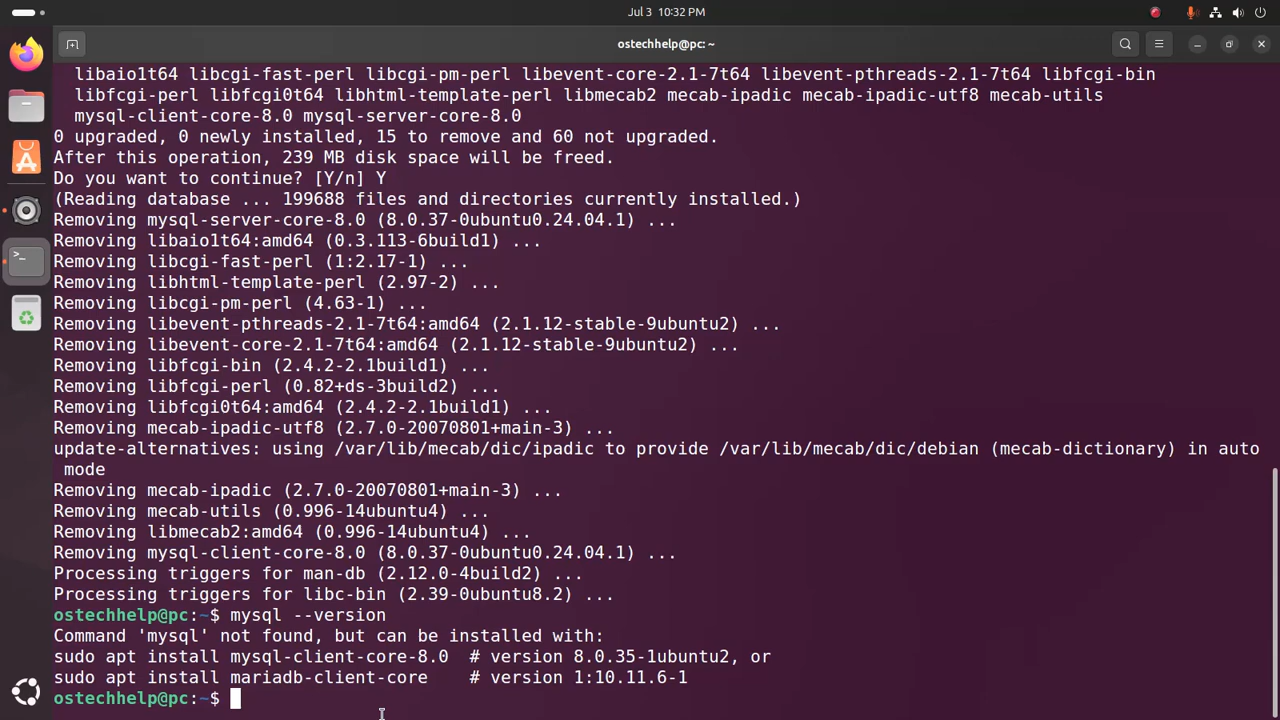 Jul 3 10:32 PM
ostechhelp@pc: ~
libaio1t64 libcgi-fast-perl libcgi-pm-perl libevent-core-2.1-7t64 libevent-pthreads-2.1-7t64 libfcgi-bin
libfcgi-perl libfcgi0t64 libhtml-template-perl libmecab2 mecab-ipadic mecab-ipadic-utf8 mecab-utils
mysql-client-core-8.0 mysql-server-core-8.0
0 upgraded, 0 newly installed, 15 to remove and 60 not upgraded.
After this operation, 239 MB disk space will be freed.
Do you want to continue? [Y/n] Y
(Reading database ... 199688 files and directories currently installed.)
Removing mysql-server-core-8.0 (8.0.37-0ubuntu0.24.04.1) ...
Removing libaio1t64:amd64 (0.3.113-6build1) ...
Removing libcgi-fast-perl (1:2.17-1) ...
Removing libhtml-template-perl (2.97-2) ...
Removing libcgi-pm-perl (4.63-1) ...
Removing libevent-pthreads-2.1-7t64:amd64 (2.1.12-stable-9ubuntu2) ...
Removing libevent-core-2.1-7t64:amd64 (2.1.12-stable-9ubuntu2) ...
Removing libfcgi-bin (2.4.2-2.1build1) ...
Removing libfcgi-perl (0.82+ds-3build2) ...
Removing libfcgi0t64:amd64 (2.4.2-2.1build1) ...
Removing mecab-ipadic-utf8 (2.7.0-20070801+main-3) ...
update-alternatives: using /var/lib/mecab/dic/ipadic to provide /var/lib/mecab/dic/debian (mecab-dictionary) in auto
mode
Removing mecab-ipadic (2.7.0-20070801+main-3) ...
Removing mecab-utils (0.996-14ubuntu4) ...
Removing libmecab2:amd64 (0.996-14ubuntu4) ...
Removing mysql-client-core-8.0 (8.0.37-0ubuntu0.24.04.1) ...
Processing triggers for man-db (2.12.0-4build2) ...
Processing triggers for libc-bin (2.39-0ubuntu8.2) ...
ostechhelp@pc:~$ mysql --version
Command 'mysql' not found, but can be installed with:
sudo apt install mysql-client-core-8.0  # version 8.0.35-1ubuntu2, or
sudo apt install mariadb-client-core    # version 1:10.11.6-1
ostechhelp@pc:~$